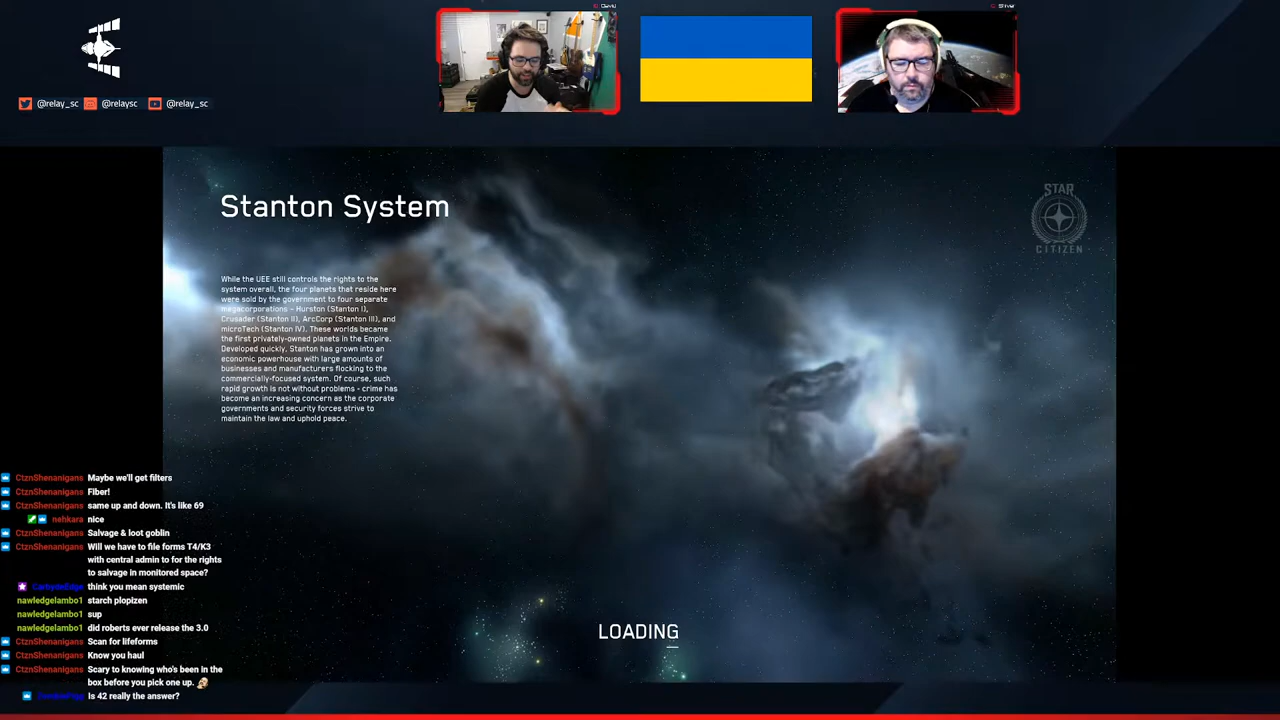 David
Silver
@relay_sc @relaysc @relay_sc
Stanton System
STAR
CITIZEN
While the UEE still controls the rights to the
system overall, the four planets that reside here
were sold by the government to four separate
megacorporations - Hurston (Stanton I),
Crusader (Stanton II), ArcCorp (Stanton III), and
microTech (Stanton IV). These worlds became
the first privately-owned planets in the Empire.
Developed quickly, Stanton has grown into an
economic powerhouse with large amounts of
businesses and manufacturers flocking to the
commercially-focused system. Of course, such
rapid growth is not without problems - crime has
become an increasing concern as the corporate
governments and security forces strive to
maintain the law and uphold peace.
CtznShenanigans Maybe we'll get filters
CtznShenanigans Fiber!
CtznShenanigans same up and down. It's like 69
nehkara nice
CtznShenanigans Salvage & loot goblin
CtznShenanigans Will we have to file forms T4/K3
with central admin to for the rights
to salvage in monitored space?
think you mean systemic
nawledgelambo1 starch plopizen
nawledgelambo1 sup
nawledgelambo1 did roberts ever release the 3.0
CtznShenanigans Scan for lifeforms
CtznShenanigans Know you haul
CtznShenanigans Scary to knowing who's been in the
box before you pick one up.
Is 42 really the answer?
LOADING